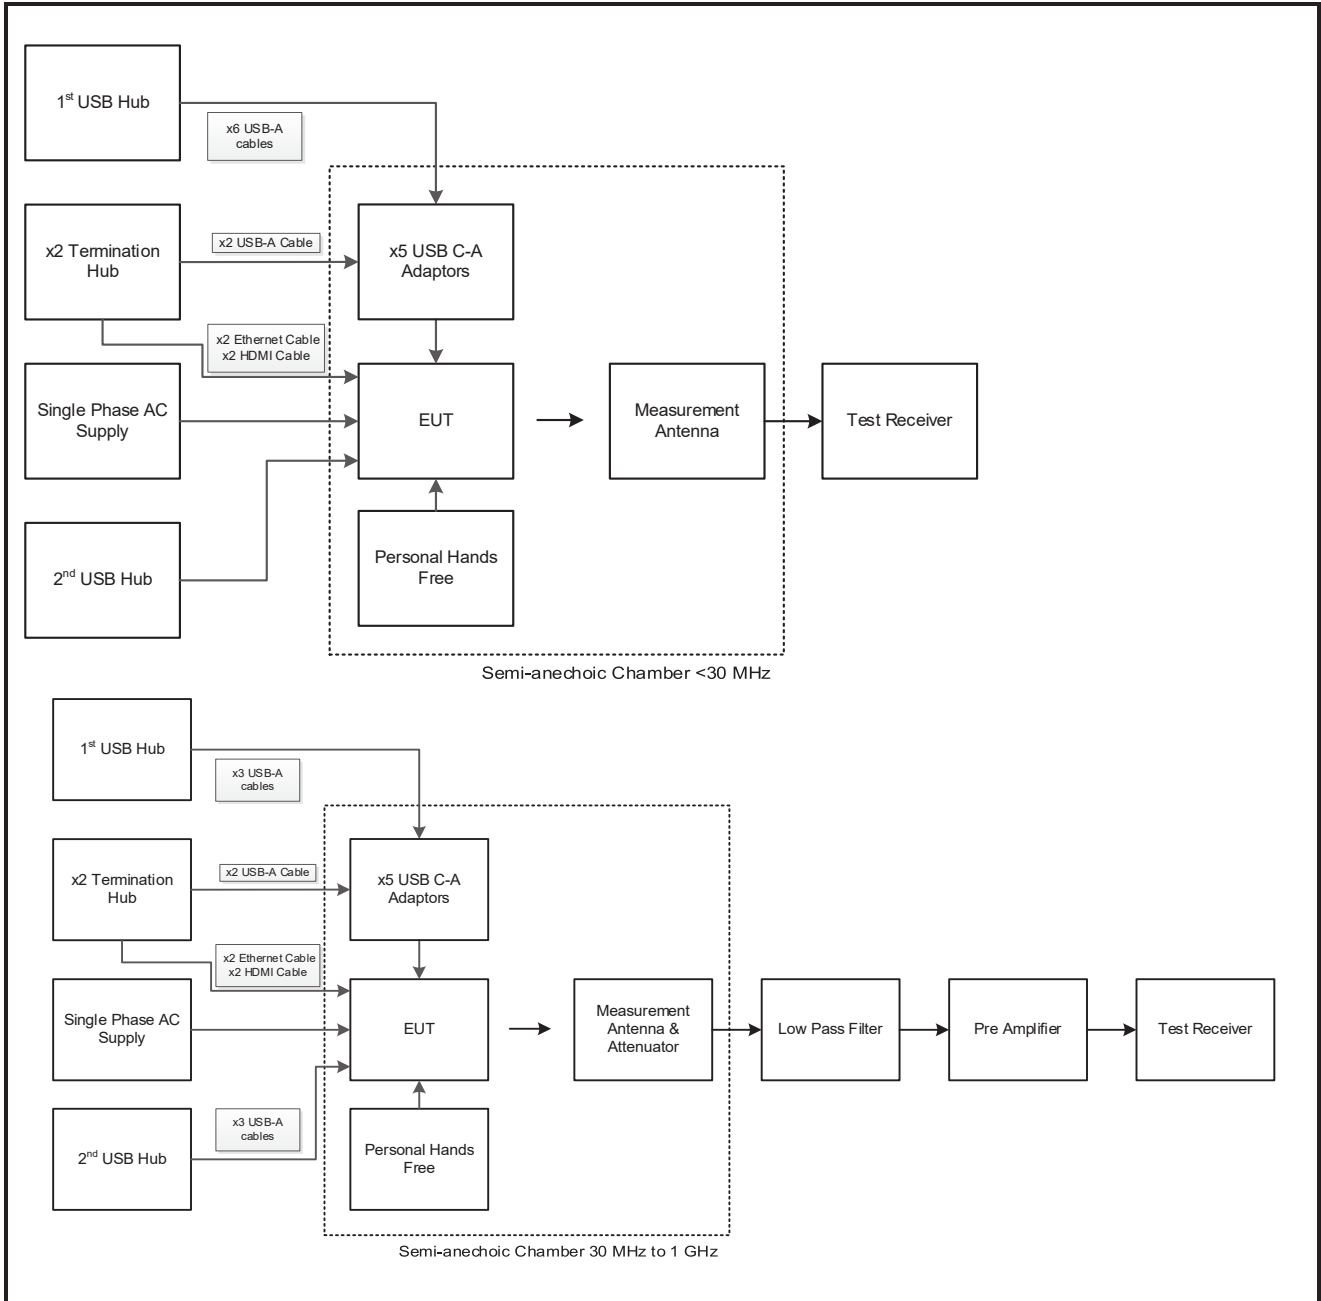 1st USB Hub
x6 USB-A
cables
x2 Termination
Hub
x2 USB-A Cable
x5 USB C-A
Adaptors
x2 Ethernet Cable
x2 HDMI Cable
Single Phase AC
Supply
EUT
Measurement
Antenna
Test Receiver
2nd USB Hub
Personal Hands
Free
Semi-anechoic Chamber <30 MHz
1st USB Hub
x3 USB-A
cables
x2 Termination
Hub
x2 USB-A Cable
x5 USB C-A
Adaptors
x2 Ethernet Cable
x2 HDMI Cable
Single Phase AC
Supply
EUT
Measurement
Antenna &
Attenuator
Low Pass Filter
Pre Amplifier
Test Receiver
2nd USB Hub
x3 USB-A
cables
Personal Hands
Free
Semi-anechoic Chamber 30 MHz to 1 GHz